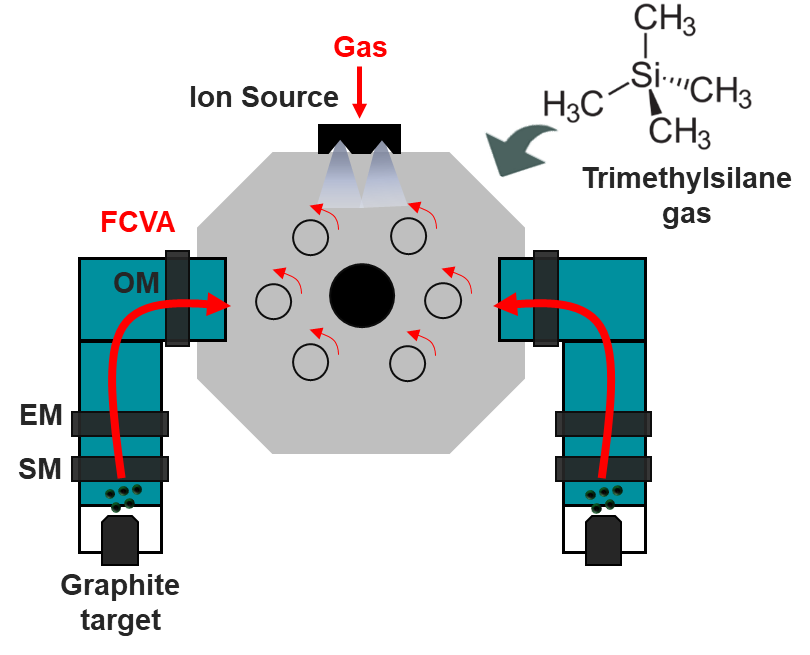 CH3
Gas
Ion Source
Si
H3C
CH3
CH3
Trimethylsilane
gas
FCVA
OM
EM
SM
Graphite
target